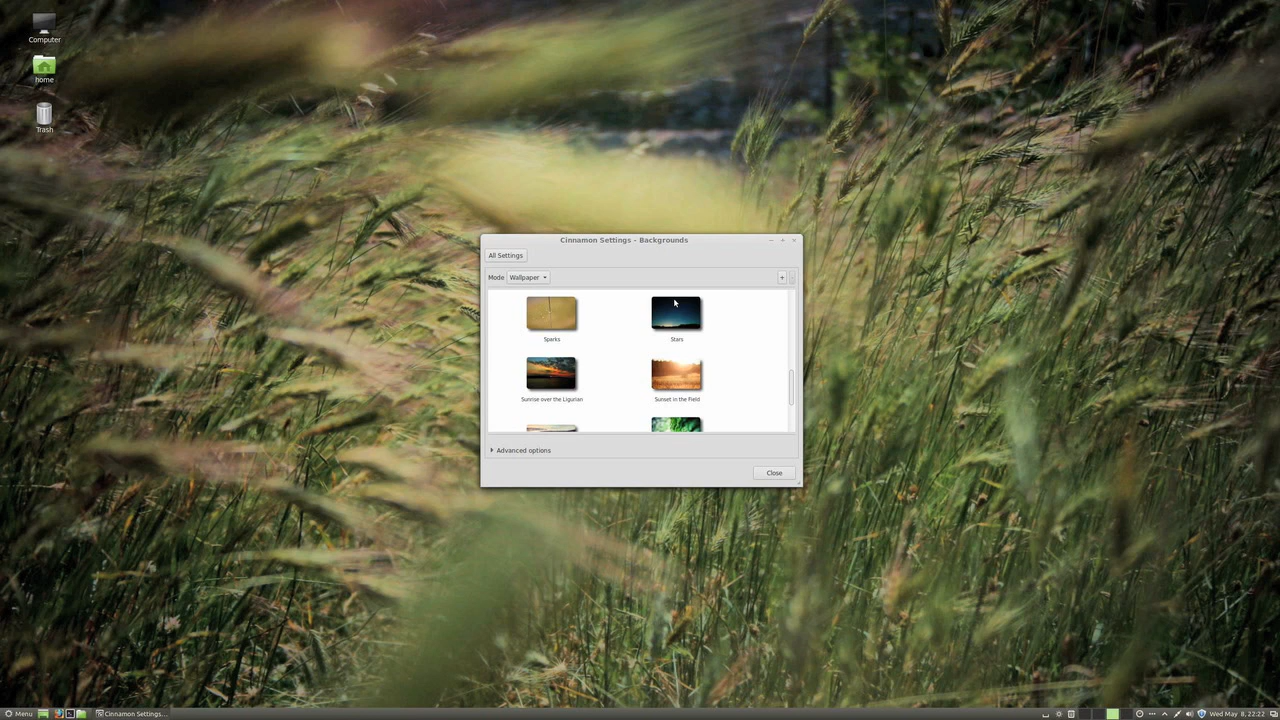 Computer
home
Trash
Cinnamon Settings - Backgrounds
All Settings
Mode Wallpaper
Sparks
Stars
Sunrise over the Ligurian
Sunset in the Field
Advanced options
Close
Menu
Cinnamon Settings...
Wed May 8, 22:22